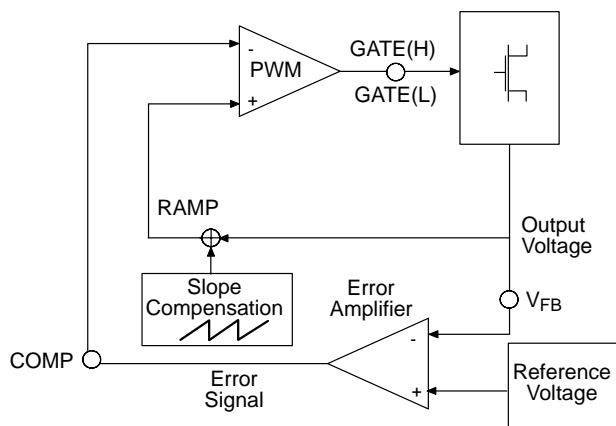 GATE(H)
-
PWM
GATE(L)
+
RAMP
Output
Voltage
Slope
Compensation
Error
Amplifier
VFB
-
COMP
Error
Signal
+
Reference
Voltage